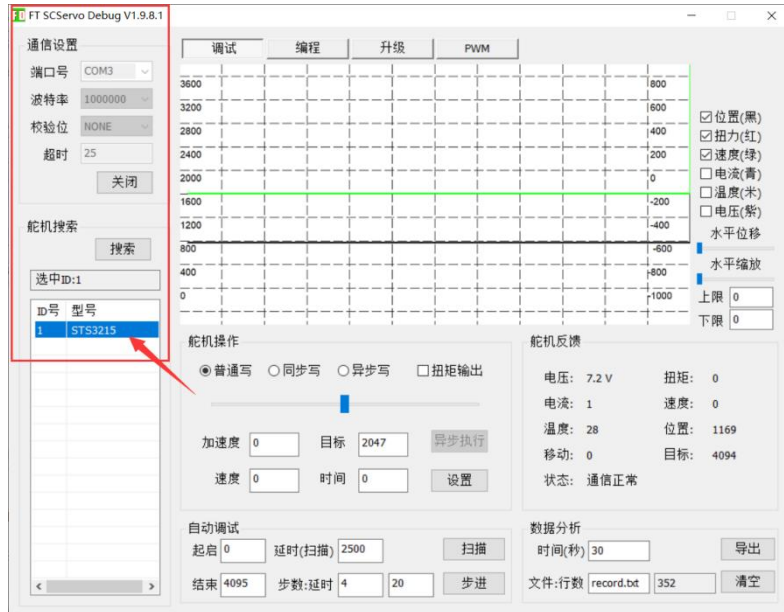 FD FT SCServo Debug V1.9.8.1
通信设置
端口号 COM3
波特率 1000000
校验位 NONE
超时 25
关闭
舵机搜索
搜索
选中ID:1
ID号 型号
1 STS3215
调试 编程 升级 PWM
3600 800
3200 600
2800 400
2400 200
2000 0
1600 -200
1200 -400
800 -600
400 -800
0 -1000
位置(黑)
扭力(红)
速度(绿)
电流(青)
温度(米)
电压(紫)
水平位移
水平缩放
上限 0
下限 0
舵机操作
普通写 同步写 异步写 扭矩输出
加速度 0 目标 2047 异步执行
速度 0 时间 0 设置
舵机反馈
电压: 7.2 V 扭矩: 0
电流: 1 速度: 0
温度: 28 位置: 1169
移动: 0 目标: 4094
状态: 通信正常
自动调试
起启 0 延时(扫描) 2500 扫描
结束 4095 步数:延时 4 20 步进
数据分析
时间(秒) 30 导出
文件:行数 record.txt 352 清空